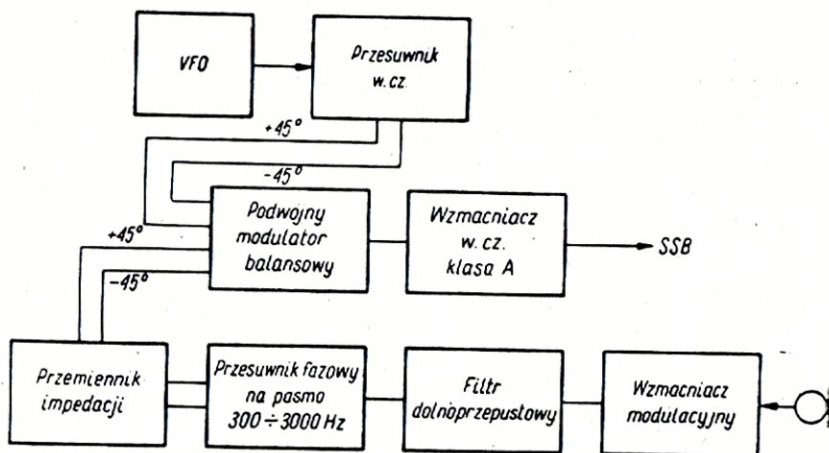 VFO
Przesuwnik
w. cz.
+45°
-45°
Podwójny
modulator
balansowy
Wzmacniacz
w. cz.
klasa A
SSB
+45°
-45°
Przemiennik
impedacji
Przesuwnik fazowy
na pasmo
300÷3000 Hz
Filtr
dolnoprzepustowy
Wzmacniacz
modulacyjny